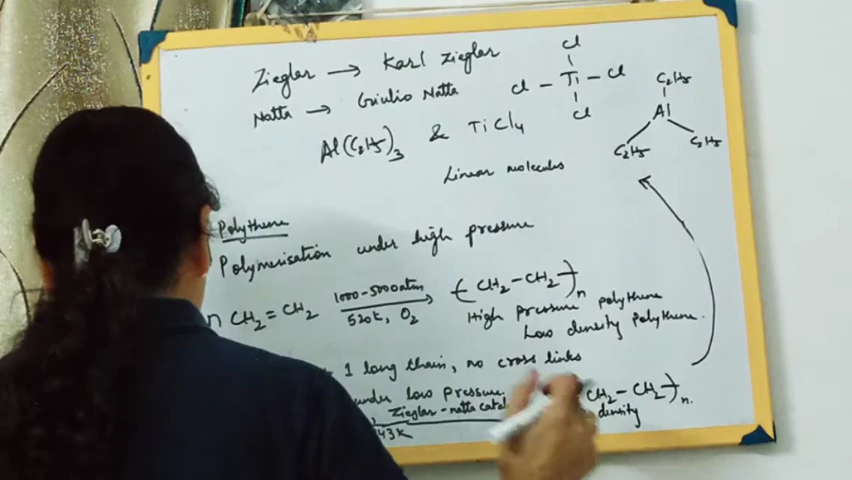 Ziegler → Karl Ziegler
Natta → Giulio Natta
Al(C₂H₅)₃ & TiCl₄
Cl
Cl — Ti — Cl
Cl
C₂H₅
Al
C₂H₅ C₂H₅
Linear molecules
Polythene
Polymerisation under high pressure
n CH₂ = CH₂ 1000-5000atm → (CH₂-CH₂)n
520k, O₂
High pressure polythene
Low density polythene.
1 long chain, no cross links
under low pressure.
Ziegler-natta CH₂-CH₂)n.
43k density